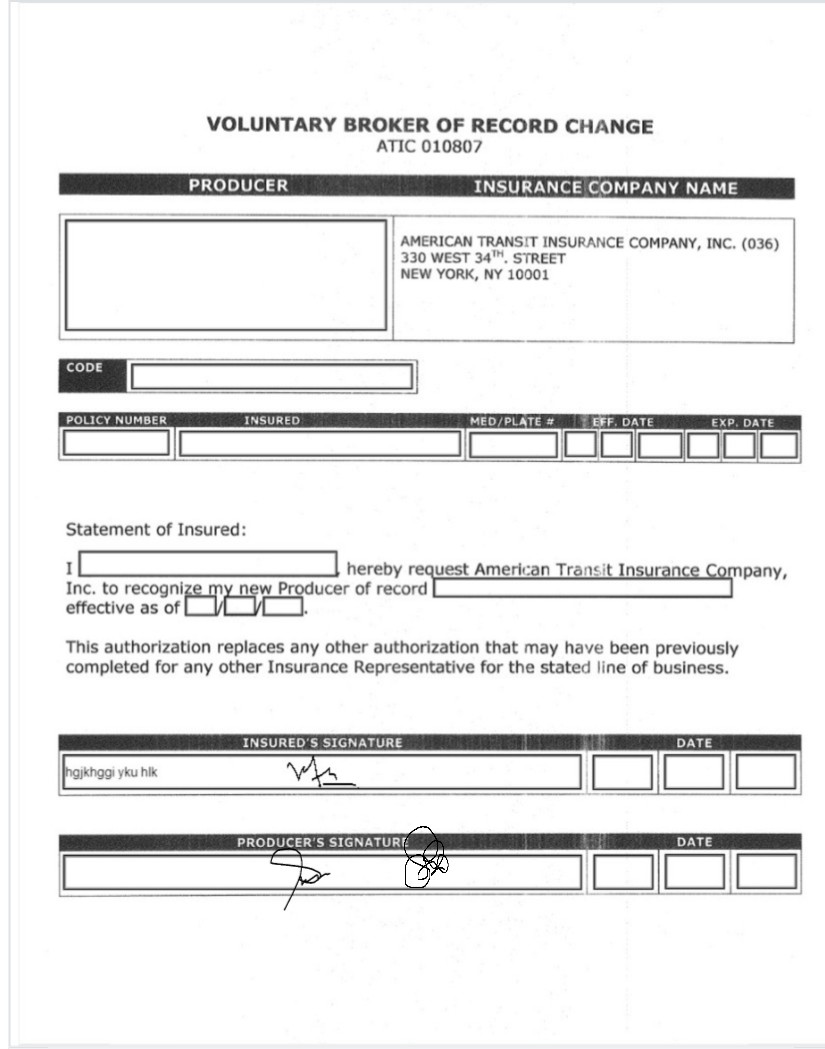 VOLUNTARY BROKER OF RECORD CHANGE
ATIC 010807
PRODUCER INSURANCE COMPANY NAME
AMERICAN TRANSIT INSURANCE COMPANY, INC. (036)
330 WEST 34TH. STREET
NEW YORK, NY 10001
CODE
POLICY NUMBER INSURED MED/PLATE # EFF. DATE EXP. DATE
Statement of Insured:
I , hereby request American Transit Insurance Company,
Inc. to recognize my new Producer of record
effective as of / / .
This authorization replaces any other authorization that may have been previously
completed for any other Insurance Representative for the stated line of business.
INSURED'S SIGNATURE DATE
hgjkhggi yku hlk
PRODUCER'S SIGNATURE DATE